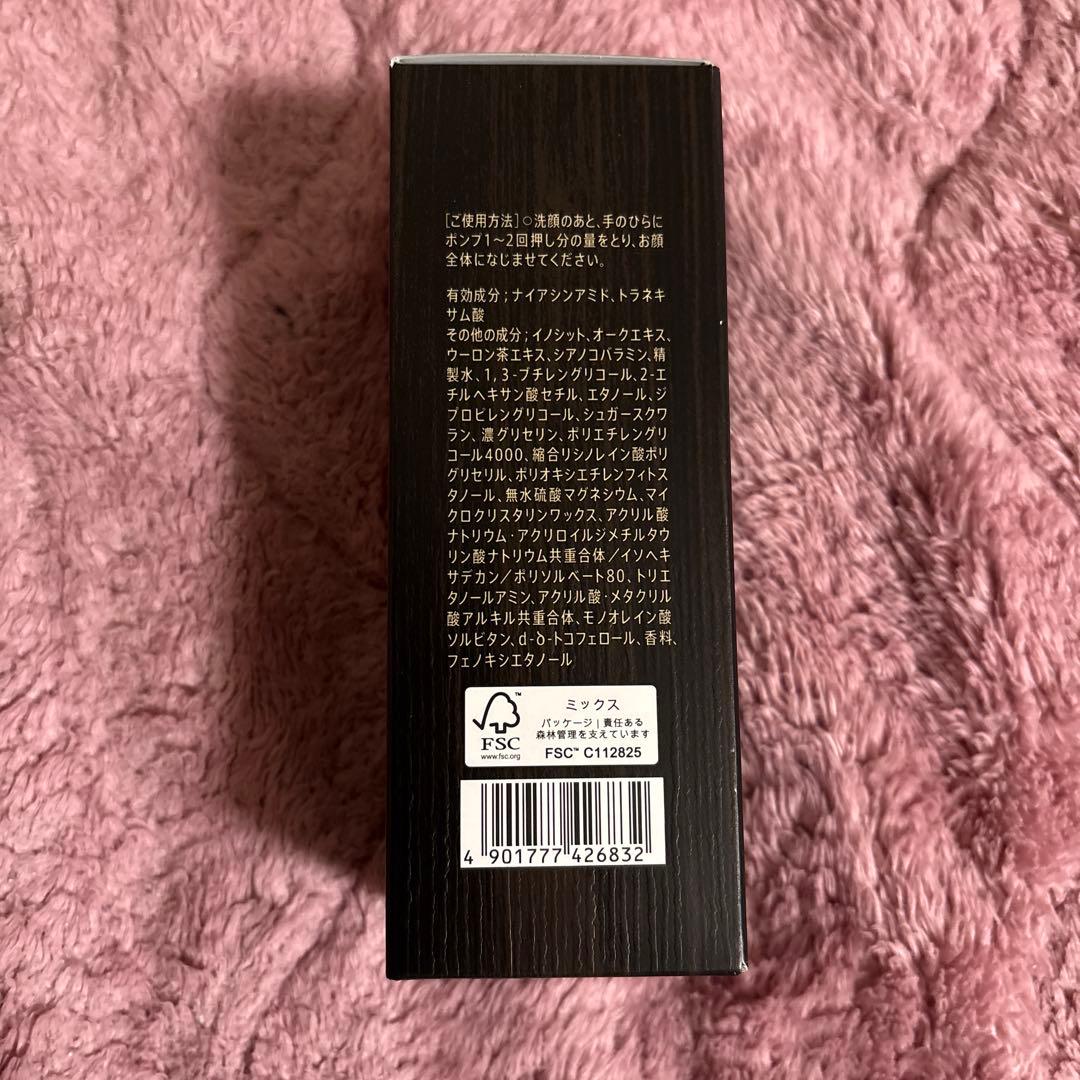 [ご使用方法]○洗顔のあと、手のひらに
ポンプ1〜2回押し分の量をとり、お顔
全体になじませてください。
有効成分;ナイアシンアミド、トラネキ
サム酸
その他の成分;イノシット、オークエキス、
ウーロン茶エキス、シアノコバラミン、精
製水、1,3-ブチレングリコール、2-エ
チルヘキサン酸セチル、エタノール、ジ
プロピレングリコール、シュガースクワ
ラン、濃グリセリン、ポリエチレングリ
コール4000、縮合リシノレイン酸ポリ
グリセリル、ポリオキシエチレンフィトス
タノール、無水硫酸マグネシウム、マイ
クロクリスタリンワックス、アクリル酸
ナトリウム・アクリロイルジメチルタウ
リン酸ナトリウム共重合体/イソヘキ
サデカン/ポリソルベート80、トリエ
タノールアミン、アクリル酸・メタクリル
酸アルキル共重合体、モノオレイン酸
ソルビタン、d-δ-トコフェロール、香料、
フェノキシエタノール
FSC™
www.fsc.org
ミックス
パッケージ|責任ある
森林管理を支えています
FSC™ C112825
4 901777 426832